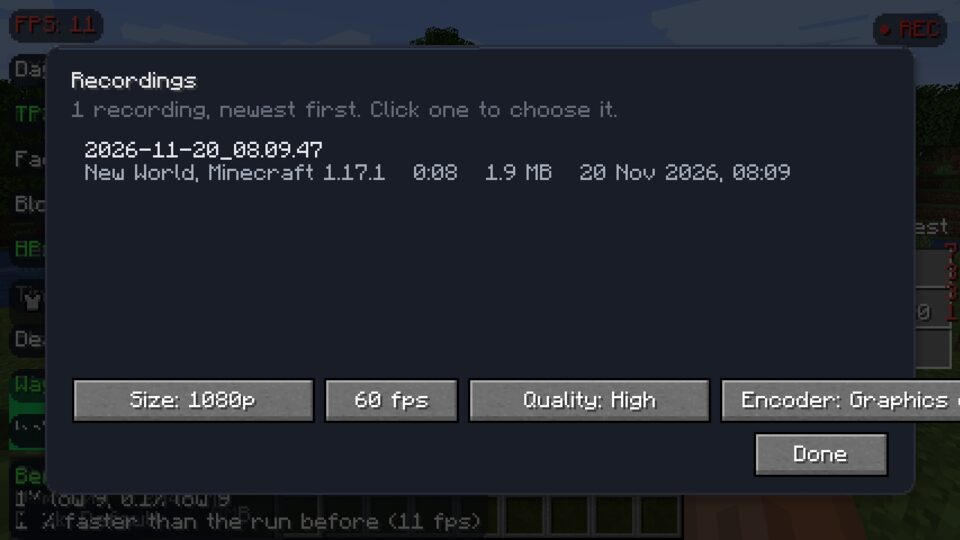 FPS: 11
REC
Recordings
1 recording, newest first. Click one to choose it.
2026-11-20_08.09.47
New World, Minecraft 1.17.1 0:08 1.9 MB 20 Nov 2026, 08:09
Size: 1080p
60 fps
Quality: High
Encoder: Graphics
Done
faster than the run before (11 fps)